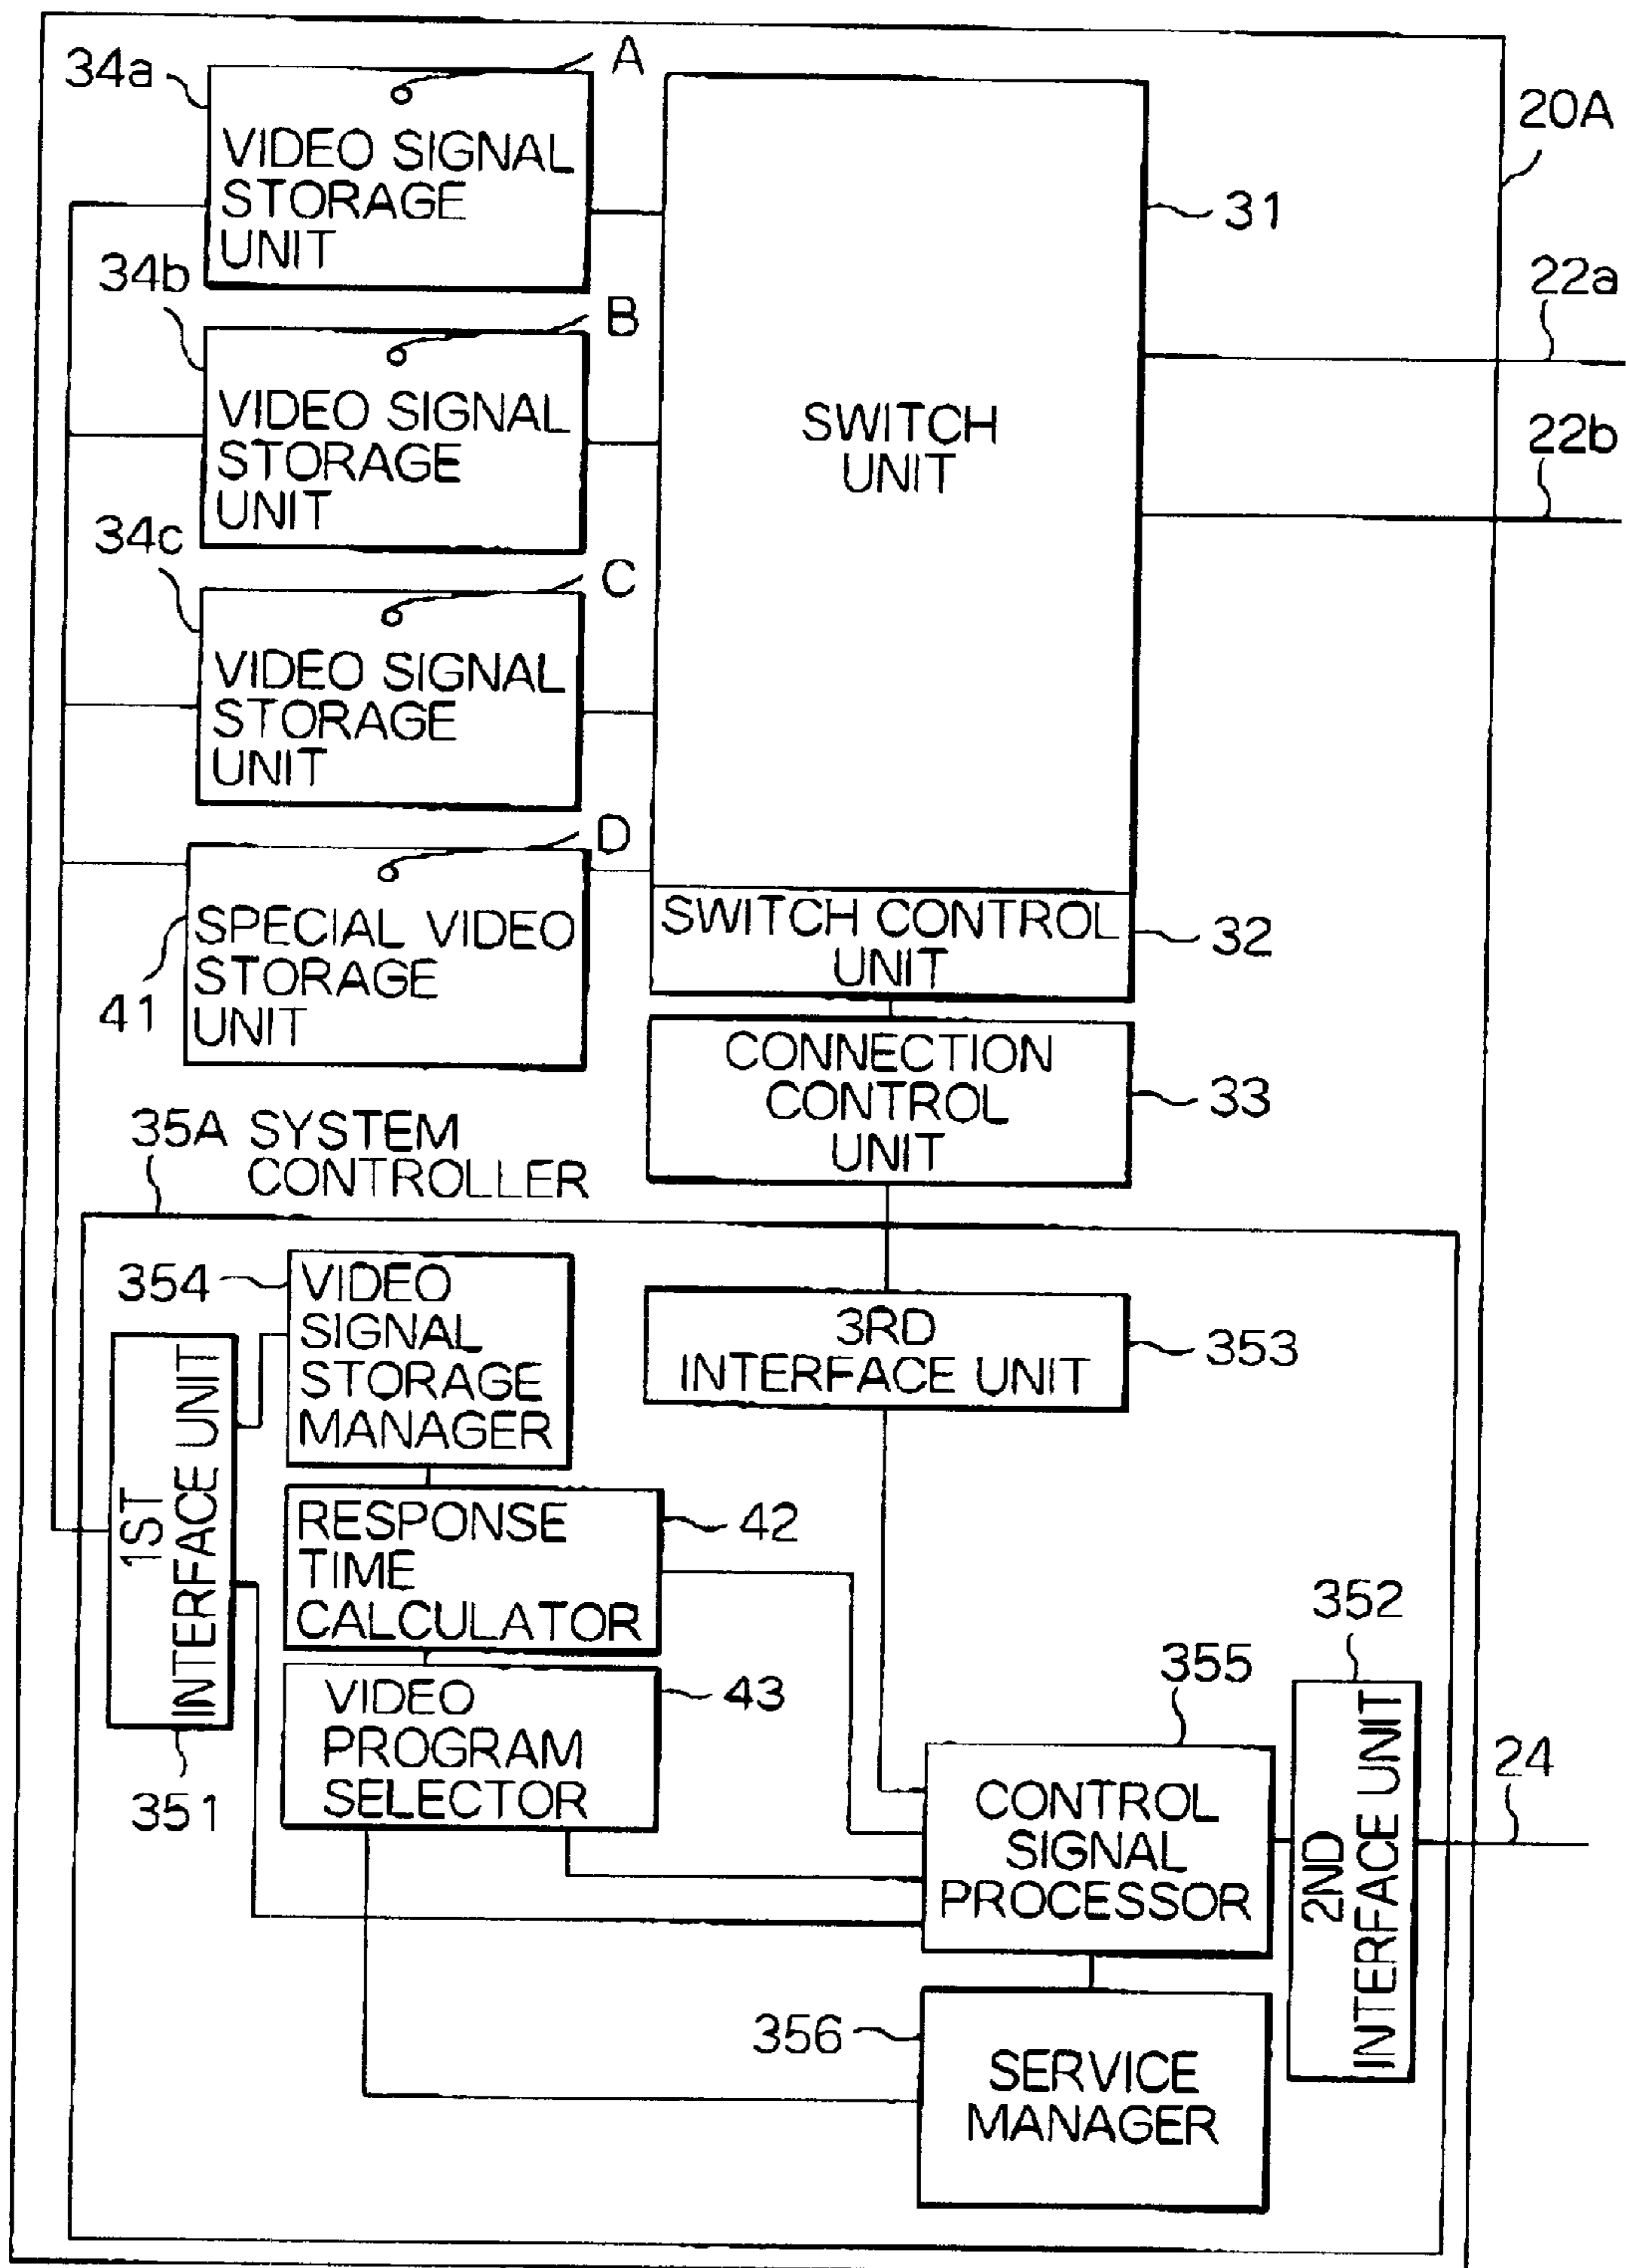 34a
A
VIDEO SIGNAL
STORAGE
UNIT
20A
31
34b
B
VIDEO SIGNAL
STORAGE
UNIT
22a
SWITCH
UNIT
22b
34c
C
VIDEO SIGNAL
STORAGE
UNIT
D
SPECIAL VIDEO
STORAGE
UNIT
41
SWITCH CONTROL
UNIT
32
CONNECTION
CONTROL
UNIT
33
35A SYSTEM
CONTROLLER
354
VIDEO
SIGNAL
STORAGE
MANAGER
3RD
INTERFACE UNIT
353
1ST
INTERFACE UNIT
351
RESPONSE
TIME
CALCULATOR
42
VIDEO
PROGRAM
SELECTOR
43
352
355
CONTROL
SIGNAL
PROCESSOR
2ND
INTERFACE UNIT
24
356
SERVICE
MANAGER